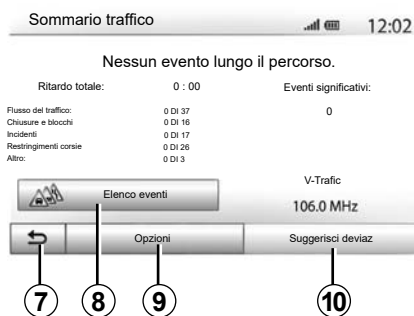 Sommario traffico 12:02
Nessun evento lungo il percorso.
Ritardo totale: 0 : 00 Eventi significativi:
Flusso del traffico: 0 DI 37 0
Chiusure e blocchi 0 DI 16
Incidenti 0 DI 17
Restringimenti corsie 0 DI 26
Altro: 0 DI 3
Elenco eventi V-Trafic
106.0 MHz
Opzioni Suggerisci deviaz
7 8 9 10